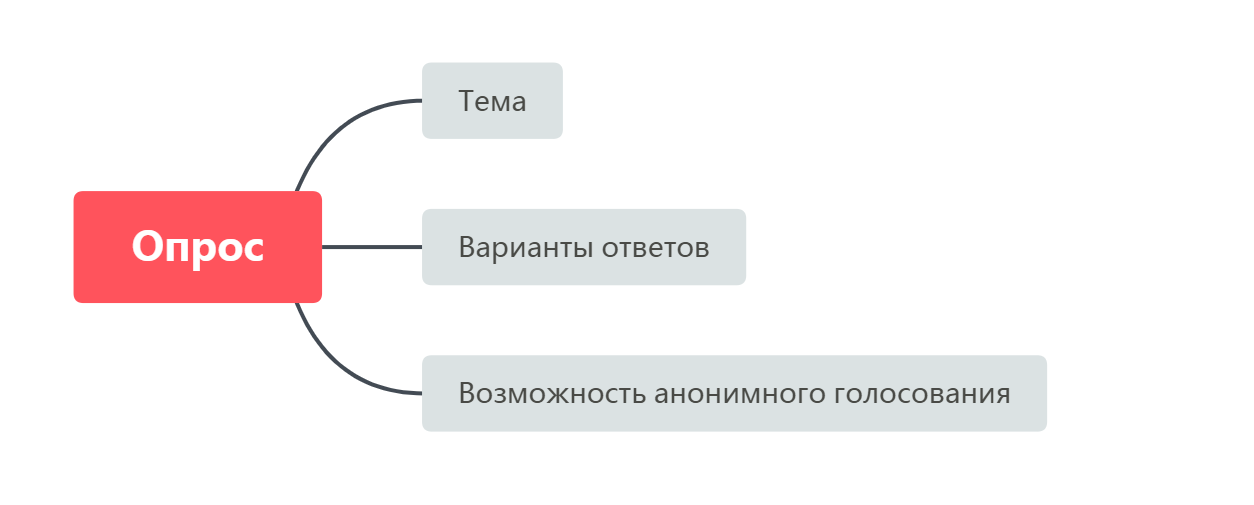 Тема
Опрос
Варианты ответов
Возможность анонимного голосования